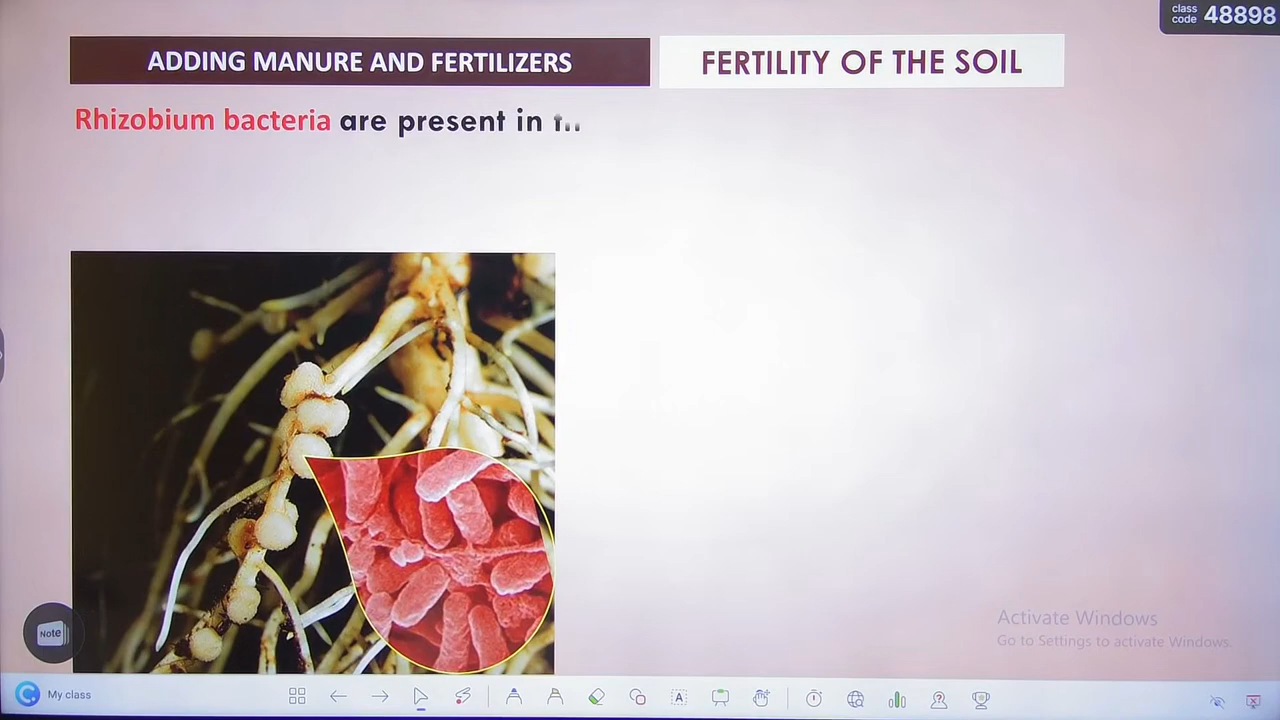 class
code 48898
ADDING MANURE AND FERTILIZERS
FERTILITY OF THE SOIL
Rhizobium bacteria are present in
Activate Windows
Go to Settings to activate Windows.
Note
My class
A